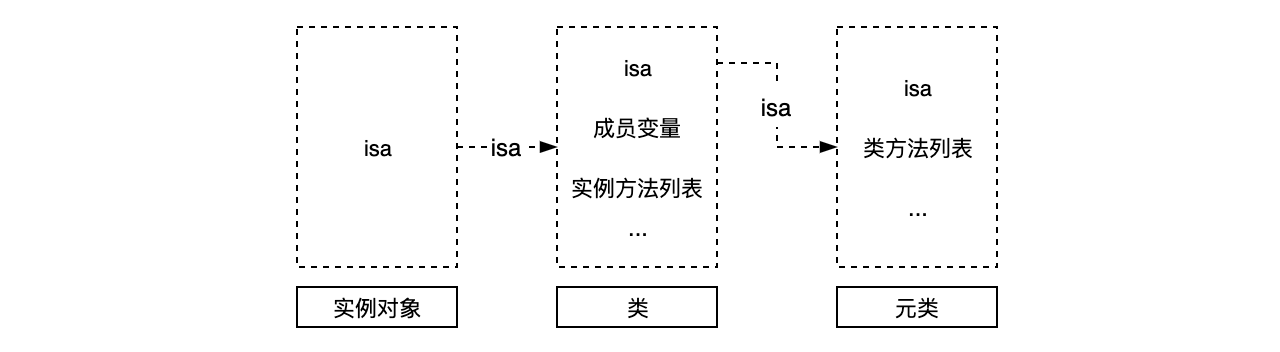 isa
isa
isa
成员变量
实例方法列表
...
isa
isa
类方法列表
...
实例对象
类
元类